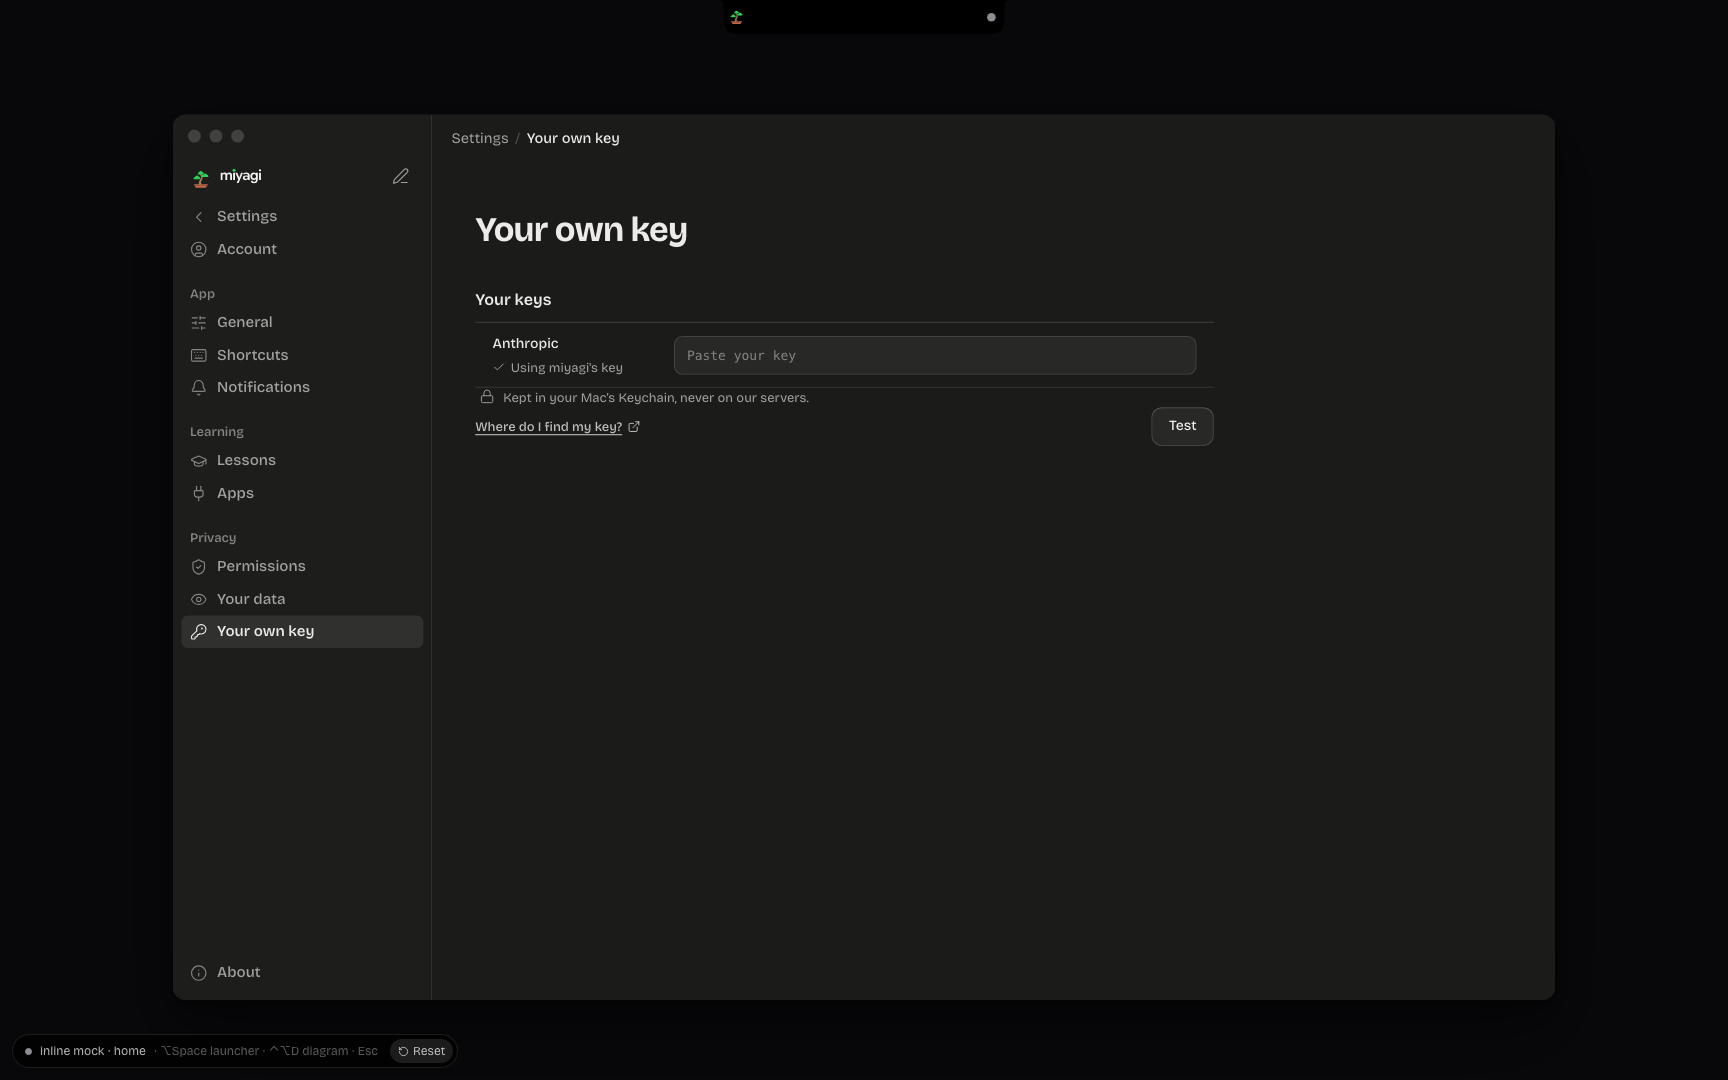 Settings / Your own key
miyagi
Settings
Account
App
General
Shortcuts
Notifications
Learning
Lessons
Apps
Privacy
Permissions
Your data
Your own key
About
Your own key
Your keys
Anthropic
Paste your key
Using miyagi's key
Kept in your Mac's Keychain, never on our servers.
Where do I find my key?
Test
inline mock · home · ⌥Space launcher · ^⌥D diagram · Esc
Reset